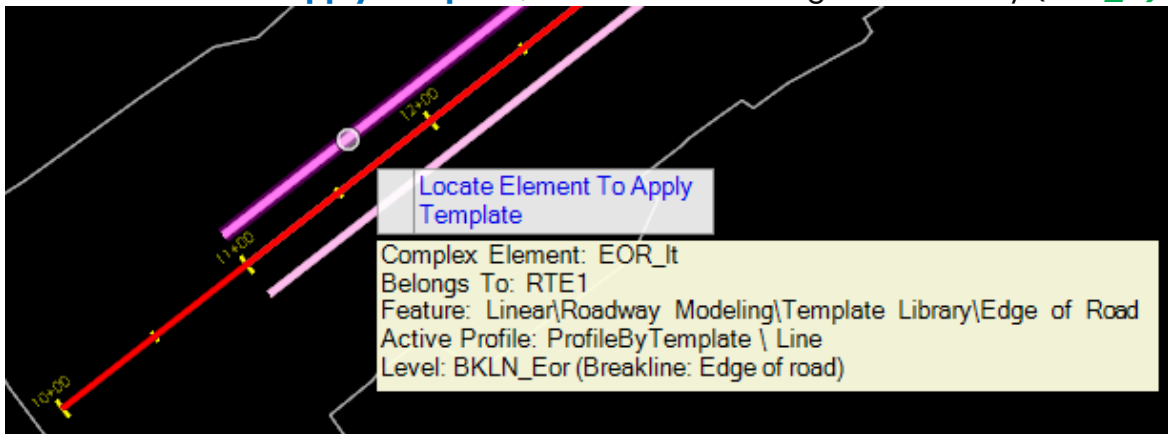 12+00
Locate Element To Apply
Template
11+00
Complex Element: EOR_lt
Belongs To: RTE1
Feature: Linear\Roadway Modeling\Template Library\Edge of Road
Active Profile: ProfileByTemplate \ Line
Level: BKLN_Eor (Breakline: Edge of road)
10+00